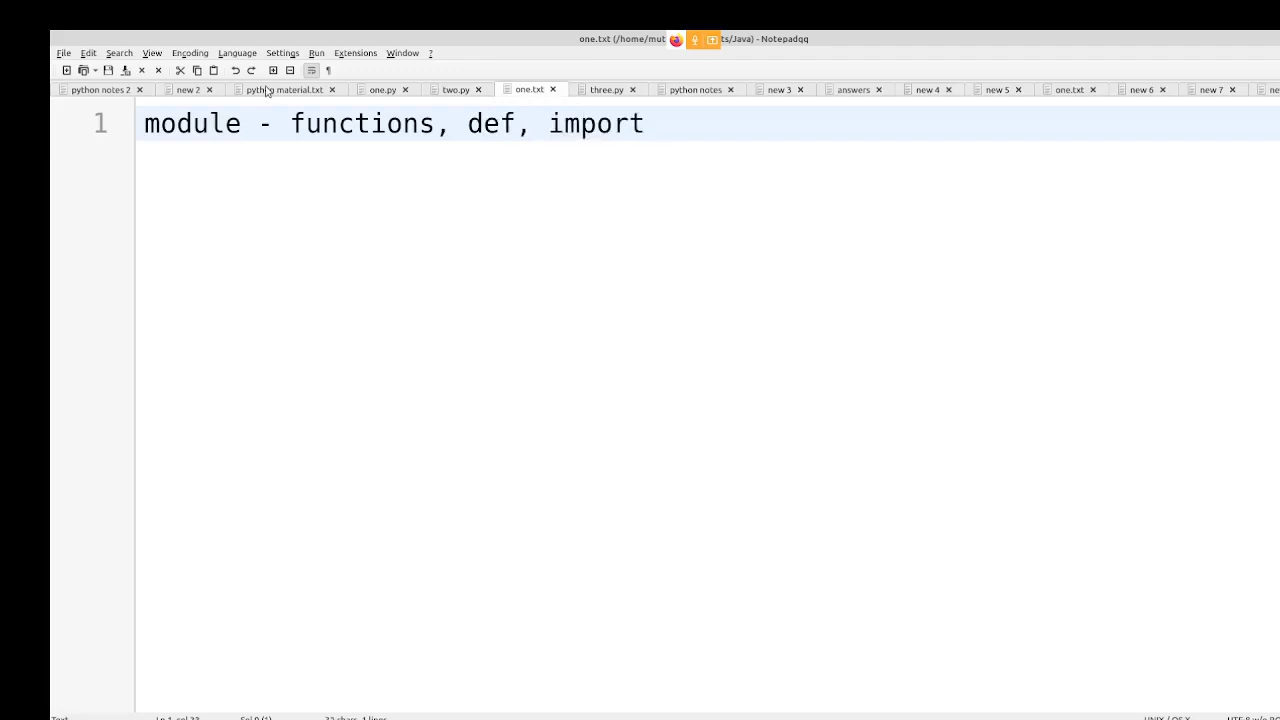 one.txt (/home/mut ts/Java) - Notepadqq
File Edit Search View Encoding Language Settings Run Extensions Window ?
python notes 2 new 2 python material.txt one.py two.py one.txt three.py python notes new 3 answers new 4 new 5 one.txt new 6 new 7
1 module - functions, def, import